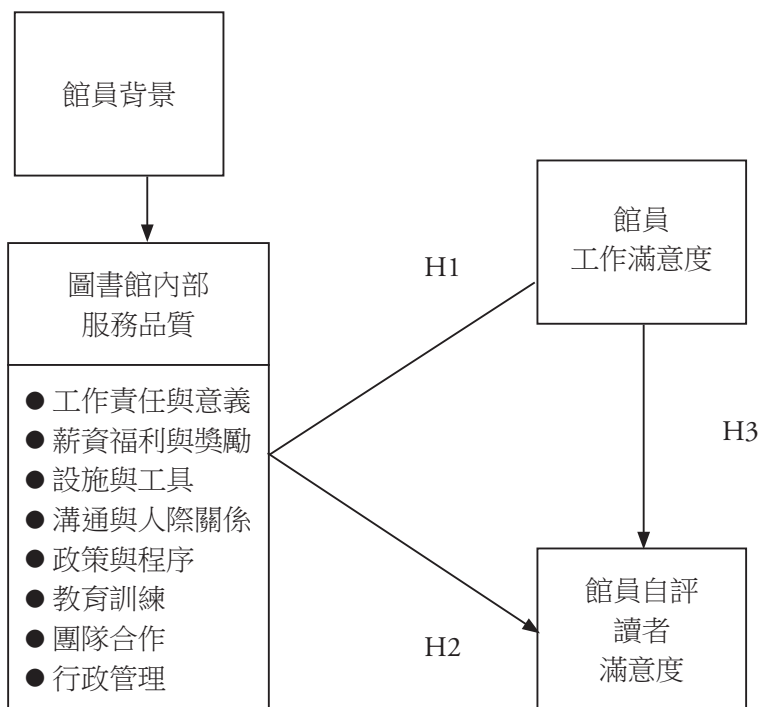 館員背景
圖書館內部
服務品質
● 工作責任與意義
● 薪資福利與獎勵
● 設施與工具
● 溝通與人際關係
● 政策與程序
● 教育訓練
● 團隊合作
● 行政管理
H1
H2
館員
工作滿意度
H3
館員自評
讀者
滿意度